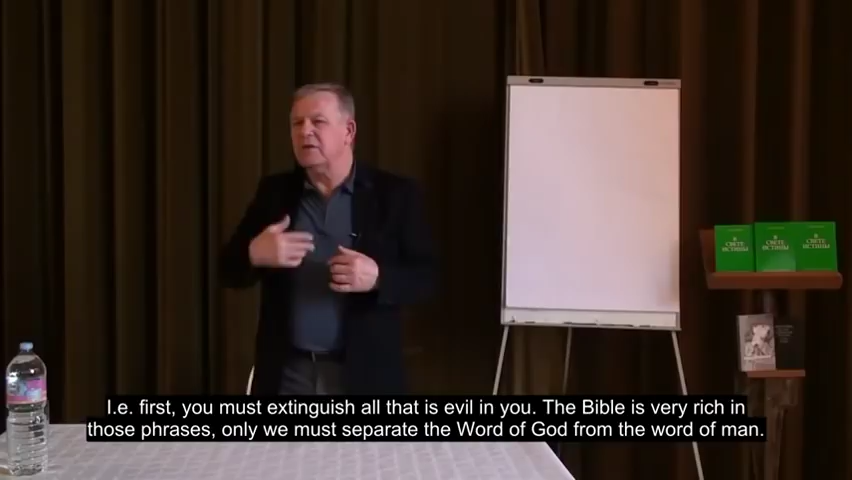 В
СВЕТЕ
ИСТИНЫ
В
СВЕТЕ
ИСТИНЫ
В
СВЕТЕ
ИСТИНЫ
I.e. first, you must extinguish all that is evil in you. The Bible is very rich in
those phrases, only we must separate the Word of God from the word of man.